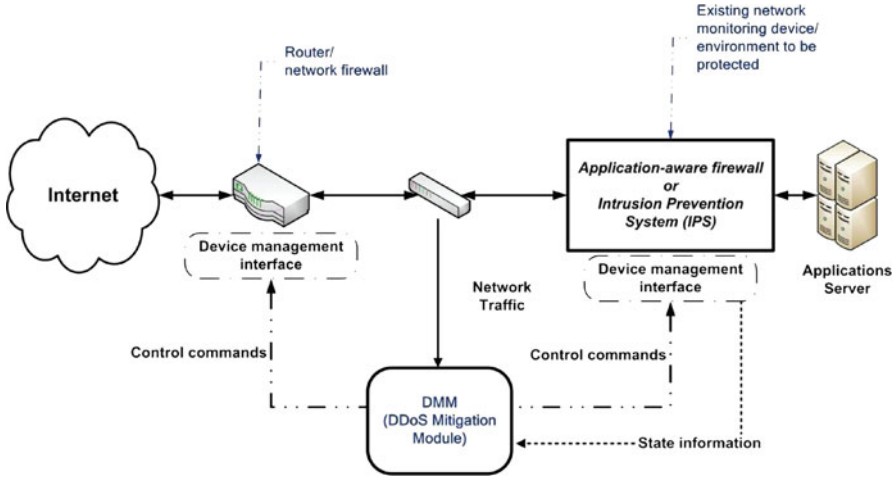 Existing network
monitoring device/
environment to be
protected
Router/
network firewall
Internet
Application-aware firewall
or
Intrusion Prevention
System (IPS)
Device management
interface
Device management
interface
Applications
Server
Network
Traffic
Control commands
Control commands
DMM
(DDoS Mitigation
Module)
State information